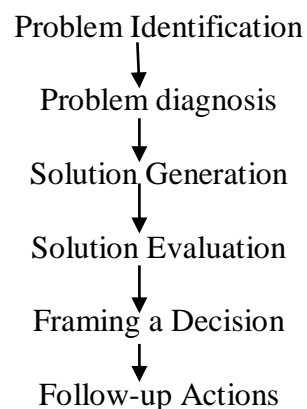 Problem Identification
Problem diagnosis
Solution Generation
Solution Evaluation
Framing a Decision
Follow-up Actions